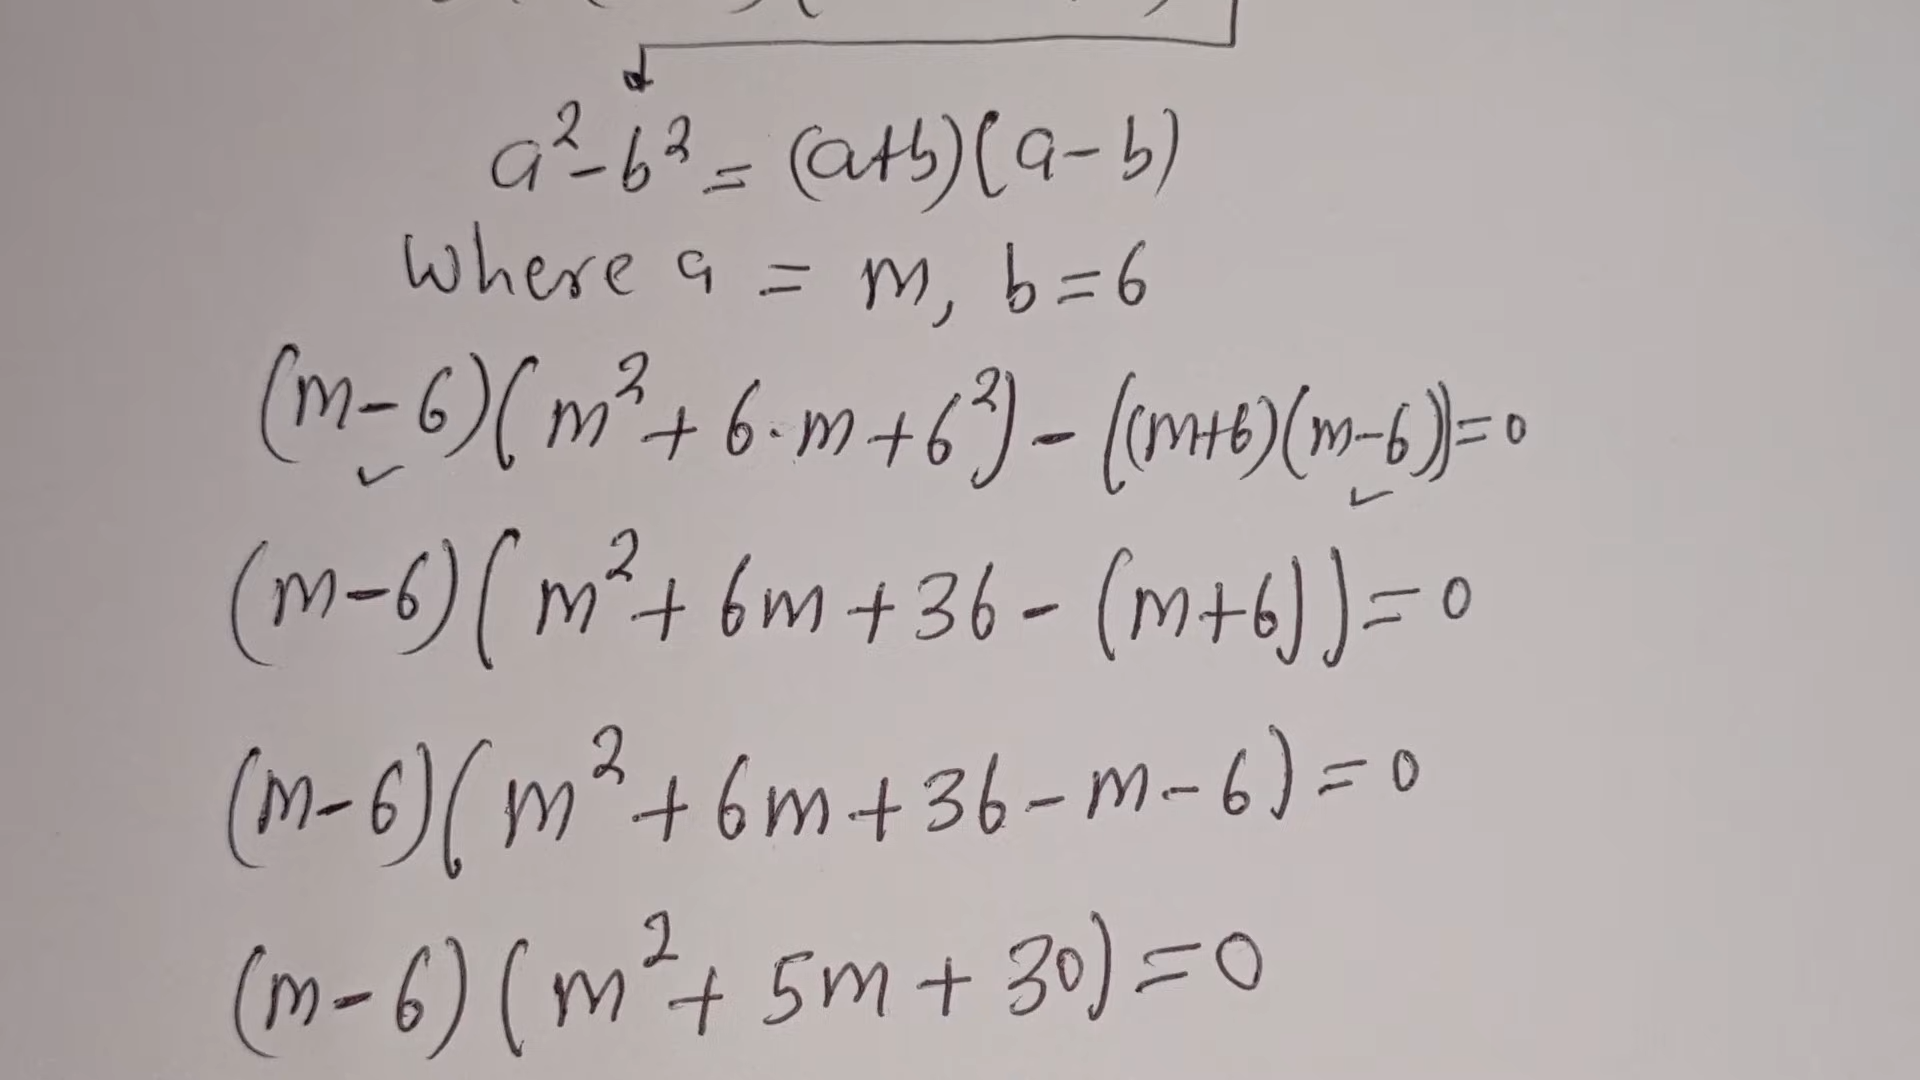 a²-b² = (a+b)(a-b)
where a = m, b=6
(m-6)(m²+6·m+6²)-((m+6)(m-6))=0
(m-6)(m²+6m+36-(m+6))=0
(m-6)(m²+6m+36-m-6)=0
(m-6)(m²+5m+30)=0